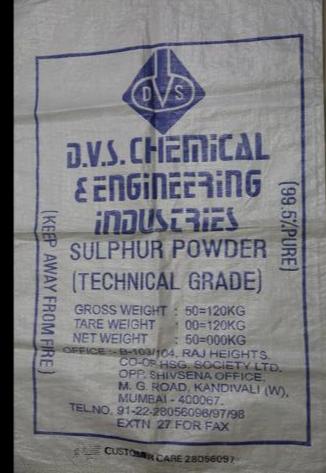 DVS
D.V.S. CHEMICAL
& ENGINEERING
INDUSTRIES
SULPHUR POWDER
(TECHNICAL GRADE)
(KEEP AWAY FROM FIRE)
(99.5% PURE)
GROSS WEIGHT : 50=120KG
TARE WEIGHT : 00=120KG
NET WEIGHT : 50=000KG
OFFICE :- B-103/104, RAJ HEIGHTS,
CO-OP HSG. SOCIETY LTD.
OPP. SHIVSENA OFFICE,
M. G. ROAD, KANDIVALI (W),
MUMBAI - 400067.
TEL.NO. 91-22-28056096/97/98
EXTN 27 FOR FAX
CUSTOMER CARE 28056097